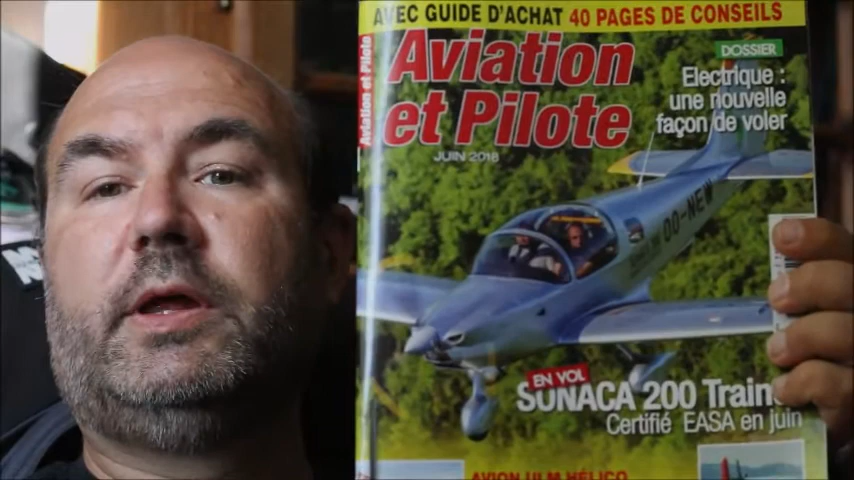 AVEC GUIDE D'ACHAT 40 PAGES DE CONSEILS
Aviation et Pilote
Aviation
et Pilote
JUIN 2018
DOSSIER
Electrique :
une nouvelle
façon de voler
OO-NEW
EN VOL
SONACA 200 Train
Certifié EASA en juin
AVION ULM HÉLICO